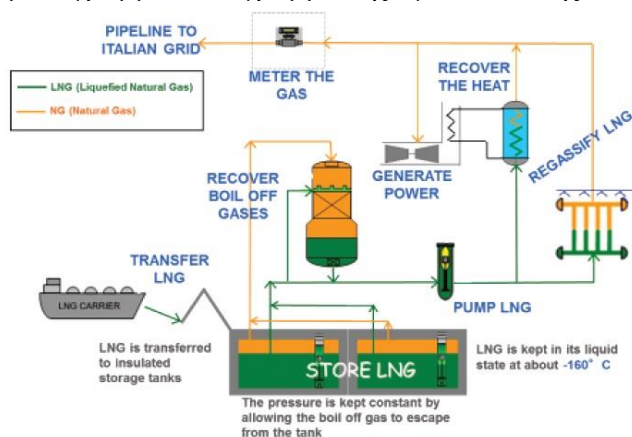 PIPELINE TO
ITALIAN GRID
METER THE
GAS
RECOVER
THE HEAT
LNG (Liquefied Natural Gas)
NG (Natural Gas)
REGASSIFY LNG
RECOVER
BOIL OFF
GASES
GENERATE
POWER
TRANSFER
LNG
LNG CARRIER
PUMP LNG
LNG is transferred
to insulated
storage tanks
STORE LNG
LNG is kept in its liquid
state at about -160° C
The pressure is kept constant by
allowing the boil off gas to escape
from the tank